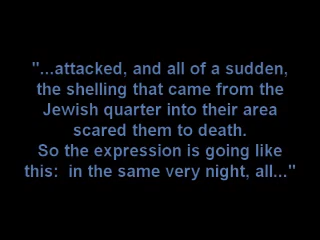 "...attacked, and all of a sudden,
the shelling that came from the
Jewish quarter into their area
scared them to death.
So the expression is going like
this:  in the same very night, all..."